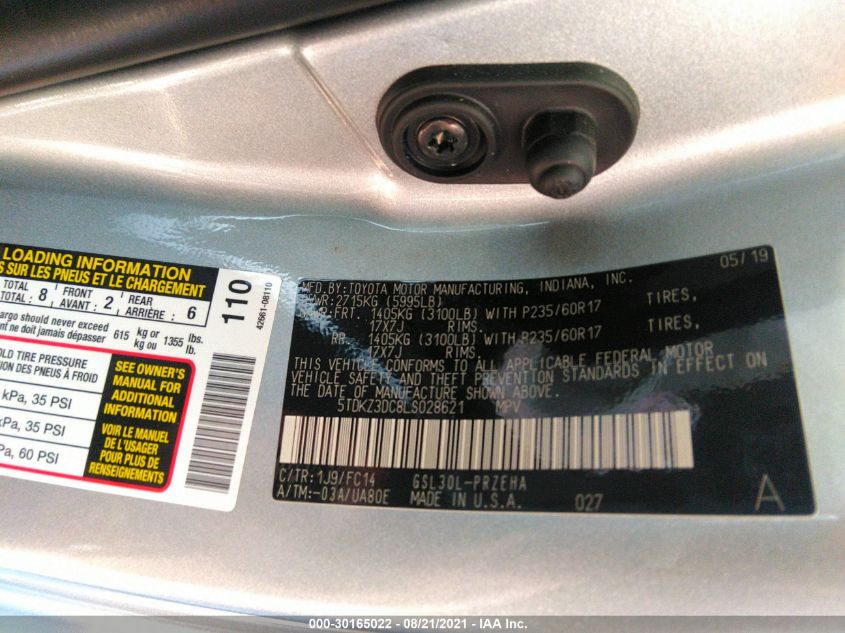 LOADING INFORMATION
S SUR LES PNEUS ET LE CHARGEMENT
TOTAL 8 FRONT 2 REAR 6
TOTAL : AVANT : ARRIÈRE :
argo should never exceed 615 kg or 1355 lbs.
nt ne doit jamais dépasser kg ou lb.
OLD TIRE PRESSURE
ION DES PNEUS À FROID
kPa, 35 PSI
kPa, 35 PSI
Pa, 60 PSI
SEE OWNER'S
MANUAL FOR
ADDITIONAL
INFORMATION
VOIR LE MANUEL
DE L'USAGER
POUR PLUS DE
RENSEIGNEMENTS
110
42661-08110
MFD.BY:TOYOTA MOTOR MANUFACTURING, INDIANA, INC. 05/19
GVWR:2715KG (5995LB)
FRT. 1405KG (3100LB) WITH P235/60R17 TIRES,
17X7J RIMS.
RR. 1405KG (3100LB) WITH P235/60R17 TIRES,
17X7J RIMS.
THIS VEHICLE CONFORMS TO ALL APPLICABLE FEDERAL MOTOR
VEHICLE SAFETY AND THEFT PREVENTION STANDARDS IN EFFECT ON
THE DATE OF MANUFACTURE SHOWN ABOVE.
5TDKZ3DC8LS028621 MPV
C/TR:1J9/FC14 GSL30L-PRZEHA
A/TM:-03A/UA80E MADE IN U.S.A. 027 A
000-30165022 - 08/21/2021 - IAA Inc.